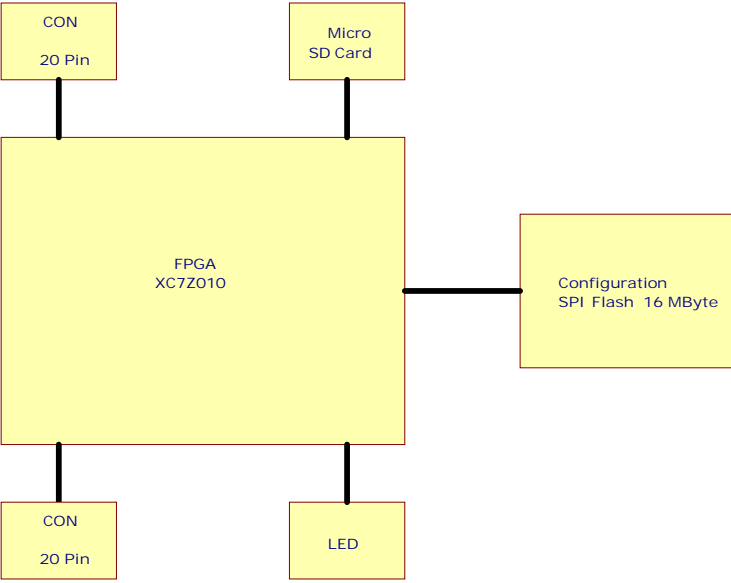 CON
20 Pin
Micro
SD Card
FPGA
XC7Z010
Configuration
SPI Flash 16 MByte
CON
20 Pin
LED